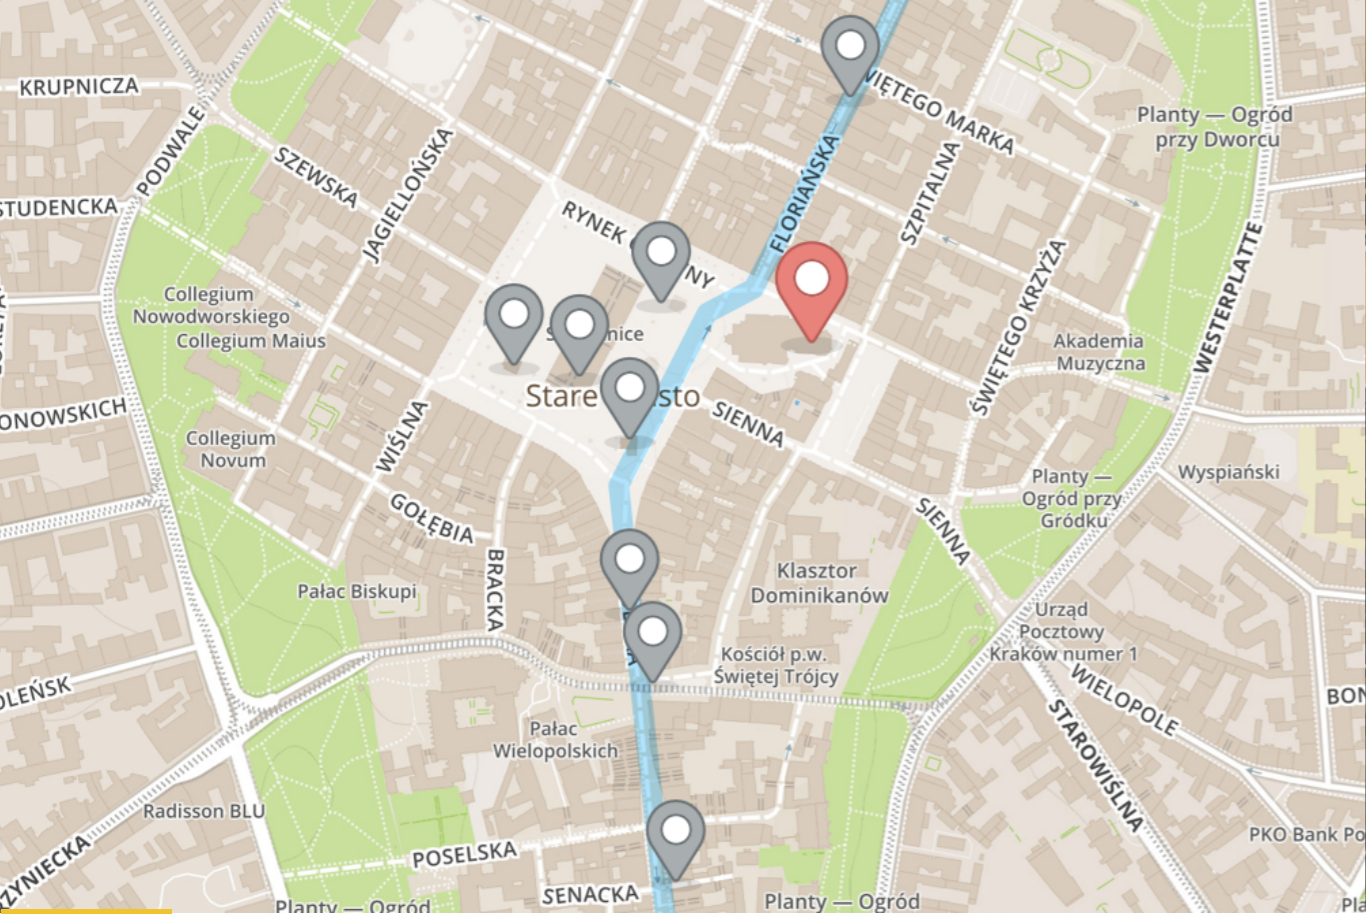 KRUPNICZA
PODWALE
STUDENCKA
SZEWSKA
JAGIELLOŃSKA
RYNEK
NY
FLORIAŃSKA
WIĘTEGO MARKA
SZPITALNA
Planty — Ogród
przy Dworcu
ŚWIĘTEGO KRZYŻA
WESTERPLATTE
Collegium
Nowodworskiego
Collegium Maius
Akademia
Muzyczna
nice
Stare
sto
SIENNA
ONOWSKICH
WIŚLNA
Collegium
Novum
GOŁĘBIA
BRACKA
Planty —
Ogród przy
Gródku
Wyspiański
SIENNA
Pałac Biskupi
Klasztor
Dominikanów
Urząd
Pocztowy
Kraków numer 1
Kościół p.w.
Świętej Trójcy
OLEŃSK
WIELOPOLE
BON
Pałac
Wielopolskich
STAROWIŚLNA
Radisson BLU
PKO Bank Po
ZYNIECKA
POSELSKA
SENACKA
Planty — Ogród
Planty — Ogród
Pla